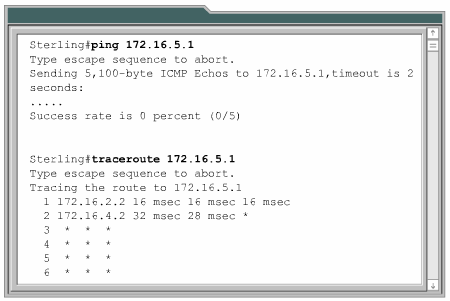 Sterling#ping 172.16.5.1
Type escape sequence to abort.
Sending 5,100-byte ICMP Echos to 172.16.5.1,timeout is 2
seconds:
.....
Success rate is 0 percent (0/5)
Sterling#traceroute 172.16.5.1
Type escape sequence to abort.
Tracing the route to 172.16.5.1
1 172.16.2.2 16 msec 16 msec 16 msec
2 172.16.4.2 32 msec 28 msec *
3 * * *
4 * * *
5 * * *
6 * * *